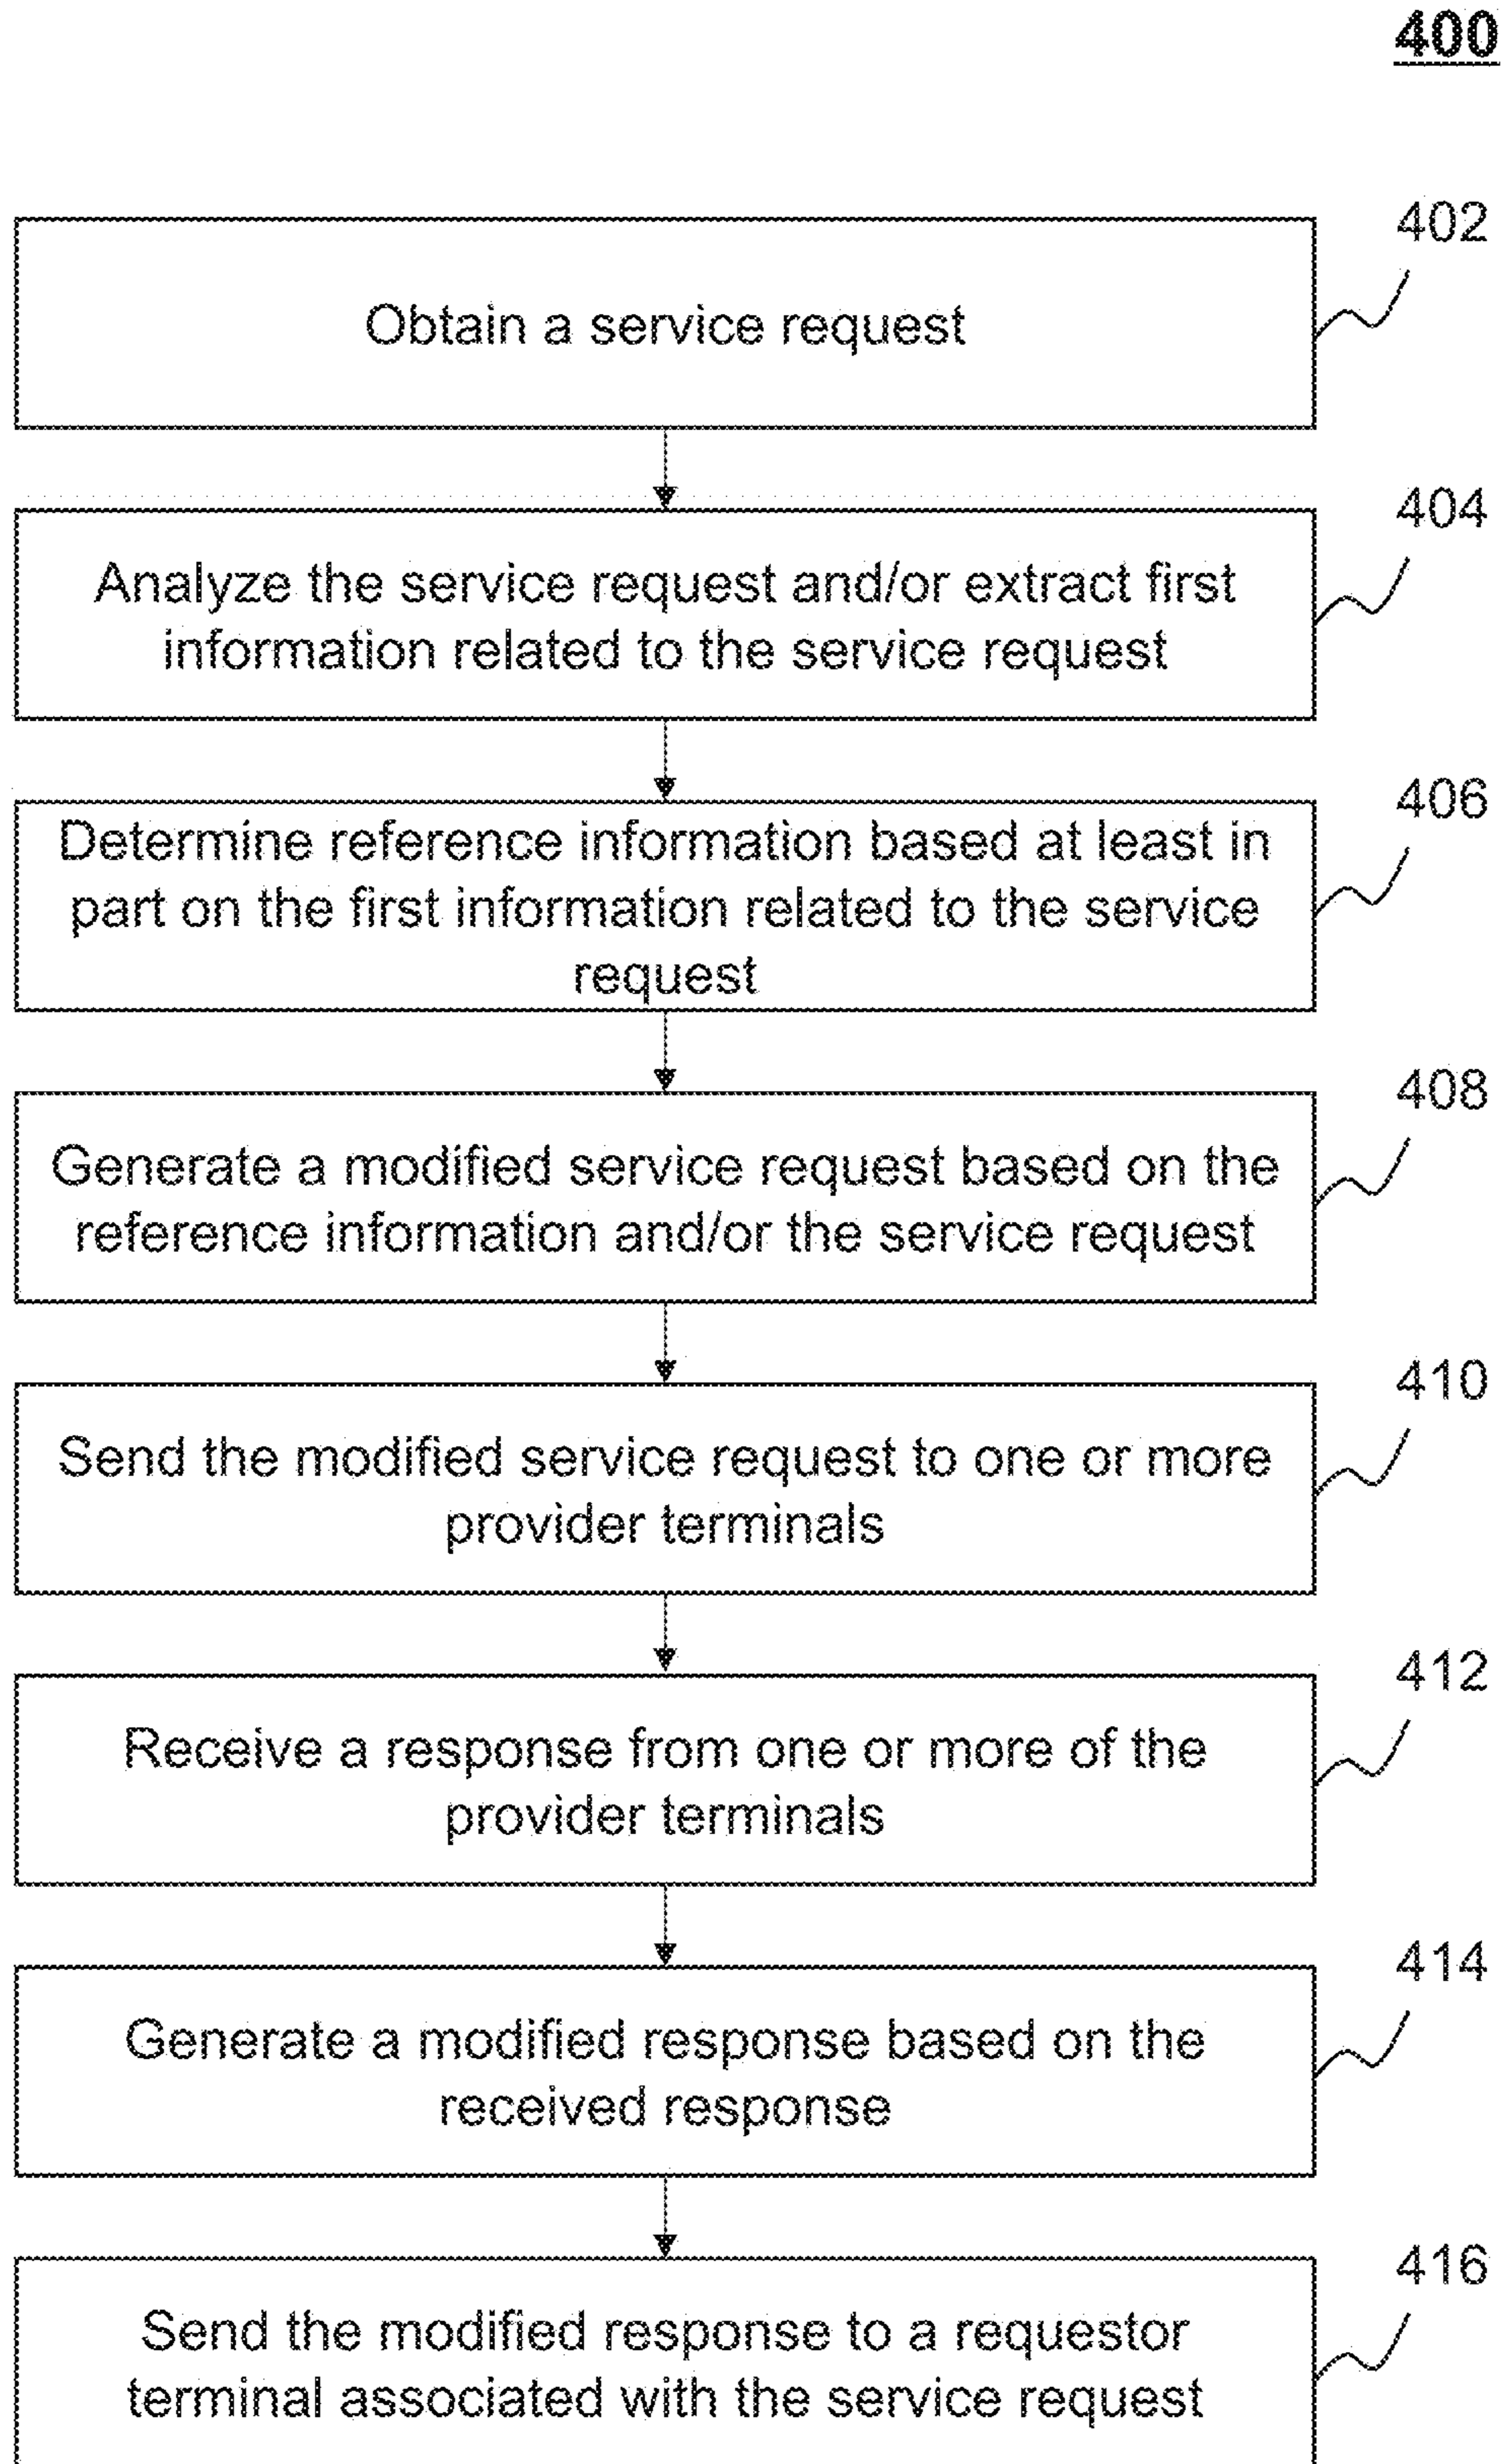 400
402
Obtain a service request
404
Analyze the service request and/or extract first
information related to the service request
406
Determine reference information based at least in
part on the first information related to the service
request
408
Generate a modified service request based on the
reference information and/or the service request
410
Send the modified service request to one or more
provider terminals
412
Receive a response from one or more of the
provider terminals
414
Generate a modified response based on the
received response
416
Send the modified response to a requestor
terminal associated with the service request